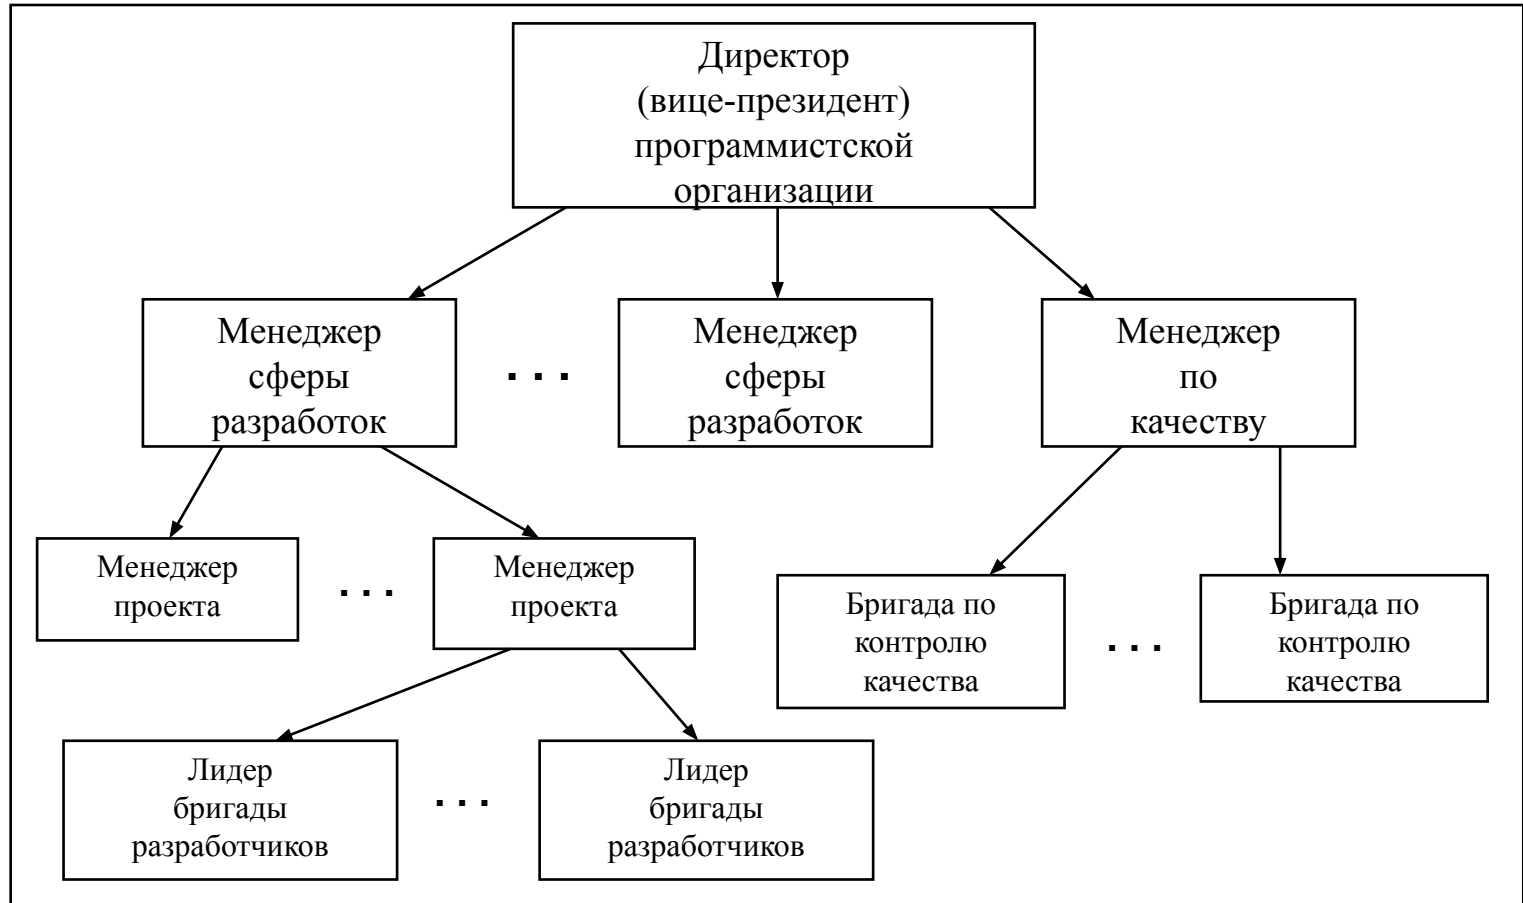 Директор
(вице-президент)
программистской
организации
Менеджер
сферы
разработок
. . .
Менеджер
сферы
разработок
Менеджер
по
качеству
Менеджер
проекта
. . .
Менеджер
проекта
Бригада по
контролю
качества
. . .
Бригада по
контролю
качества
Лидер
бригады
разработчиков
. . .
Лидер
бригады
разработчиков